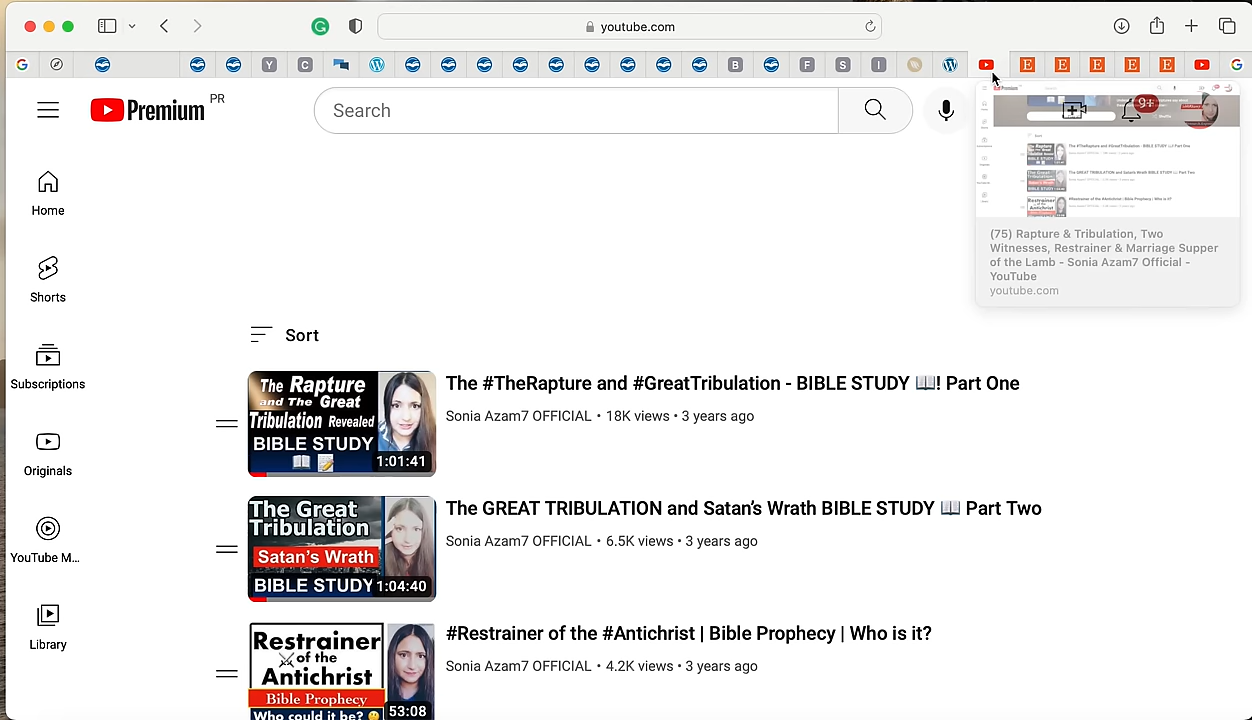 youtube.com
Premium PR
Search
9+
(75) Rapture & Tribulation, Two
Witnesses, Restrainer & Marriage Supper
of the Lamb - Sonia Azam7 Official -
YouTube
youtube.com
Home
Shorts
Subscriptions
Originals
YouTube M...
Library
Sort
The Rapture
and The Great
Tribulation Revealed
BIBLE STUDY
1:01:41
The #TheRapture and #GreatTribulation - BIBLE STUDY 📖! Part One
Sonia Azam7 OFFICIAL • 18K views • 3 years ago
The Great
Tribulation
Satan's Wrath
BIBLE STUDY
1:04:40
The GREAT TRIBULATION and Satan's Wrath BIBLE STUDY 📖 Part Two
Sonia Azam7 OFFICIAL • 6.5K views • 3 years ago
Restrainer
of the
Antichrist
Bible Prophecy
Who could it be?
53:08
#Restrainer of the #Antichrist | Bible Prophecy | Who is it?
Sonia Azam7 OFFICIAL • 4.2K views • 3 years ago